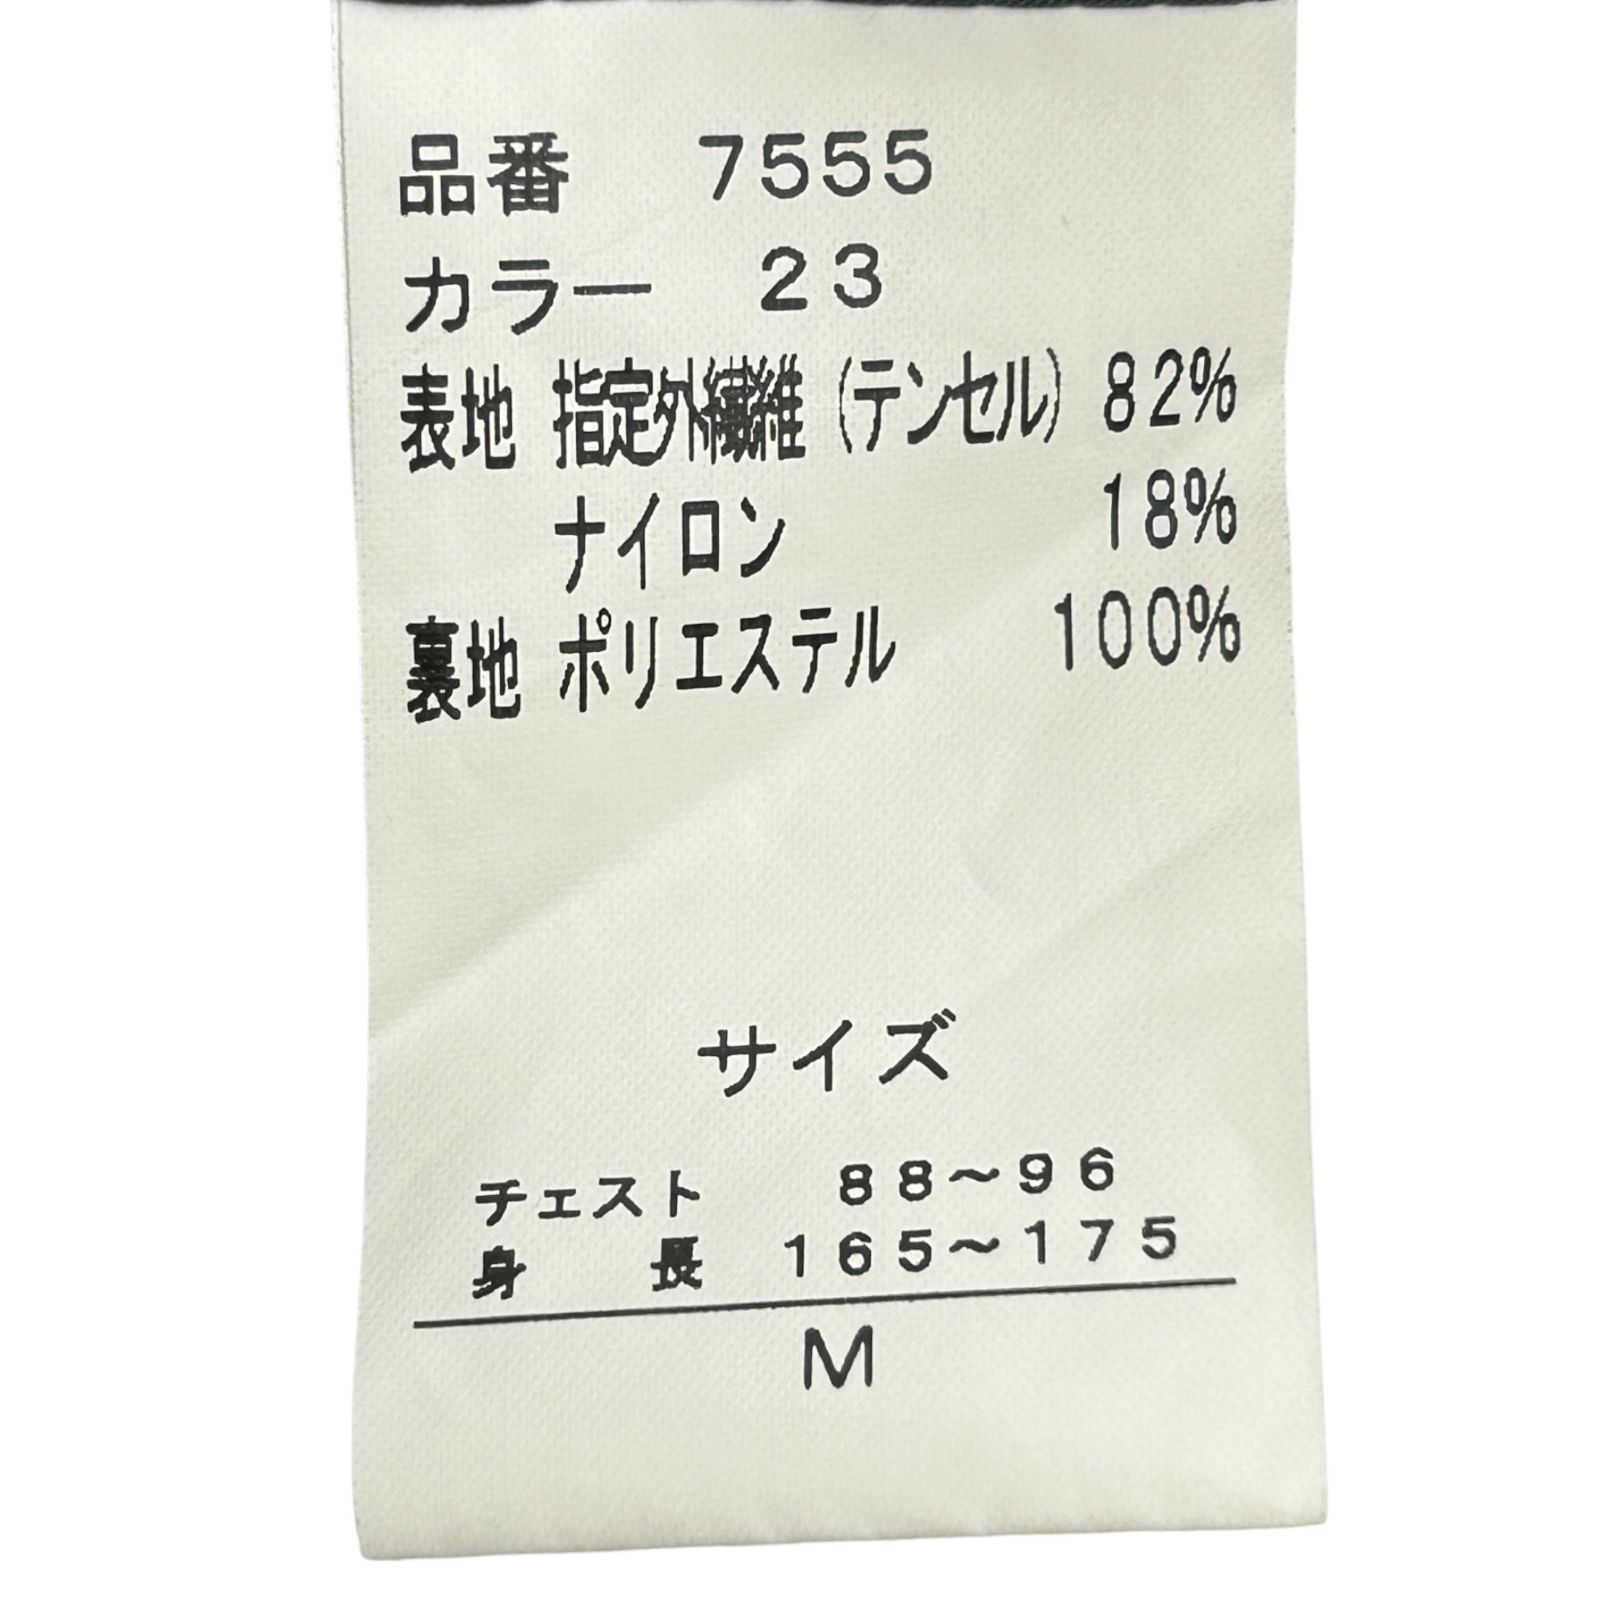 品番 7555
カラー 23
表地 指定外繊維(テンセル) 82%
ナイロン 18%
裏地 ポリエステル 100%
サイズ
チェスト 88~96
身長 165~175
M